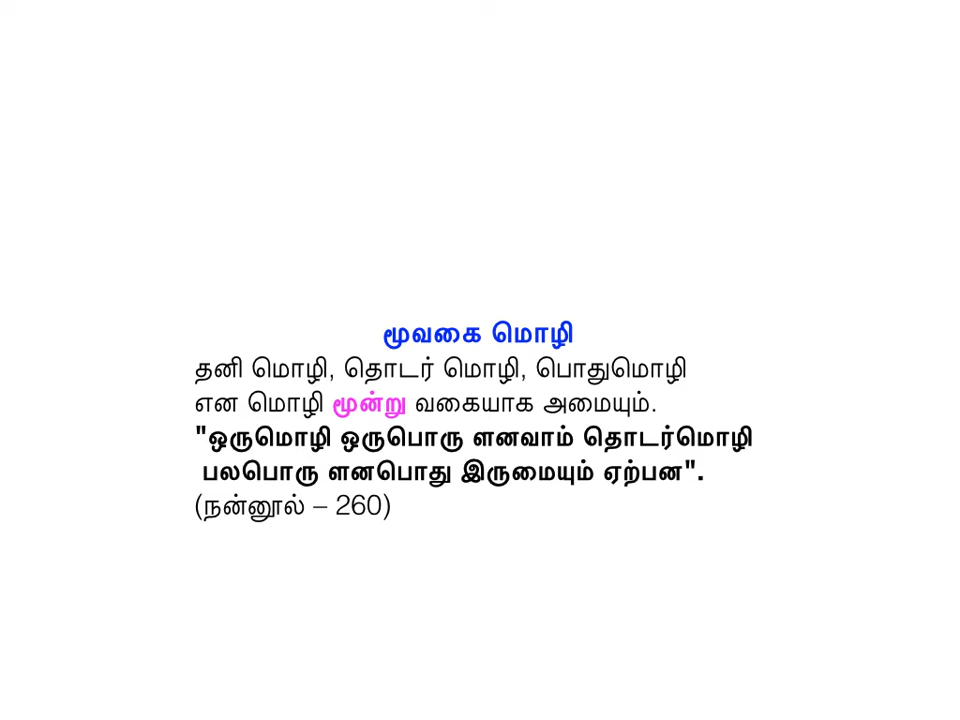 மூவகை மொழி
தனி மொழி, தொடர் மொழி, பொதுமொழி
என மொழி மூன்று வகையாக அமையும்.
"ஒருமொழி ஒருபொரு ளனவாம் தொடர்மொழி
பலபொரு ளனபொது இருமையும் ஏற்பன".
(நன்னூல் – 260)